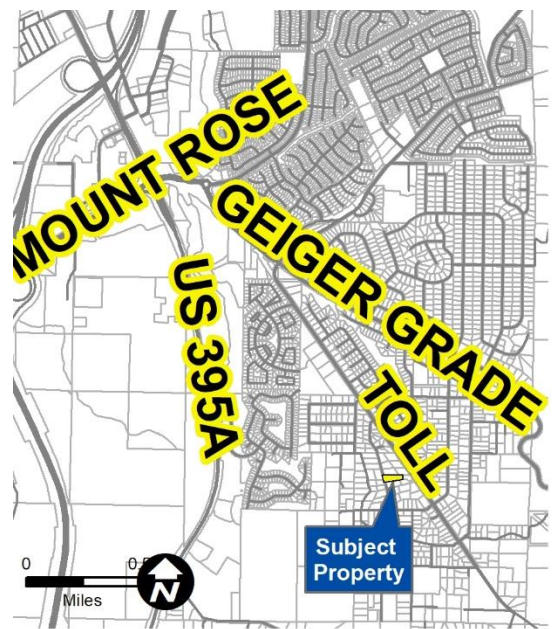 MOUNT ROSE
GEIGER GRADE
US 395A
TOLL
Subject
Property
0
Miles
N